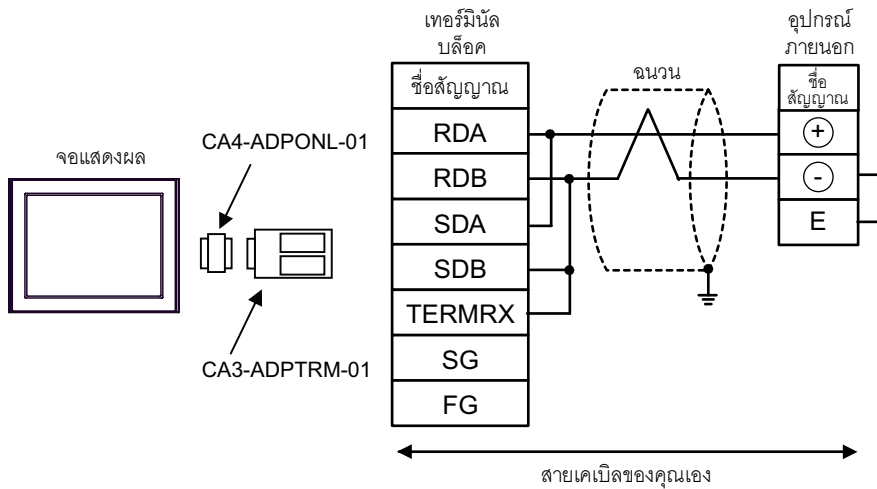 เทอร์มินัล
บล็อค
อุปกรณ์
ภายนอก
ชื่อสัญญาณ
ฉนวน
ชื่อ
สัญญาณ
RDA
+
จอแสดงผล
CA4-ADPONL-01
RDB
-
SDA
E
SDB
TERMRX
CA3-ADPTRM-01
SG
FG
สายเคเบิลของคุณเอง